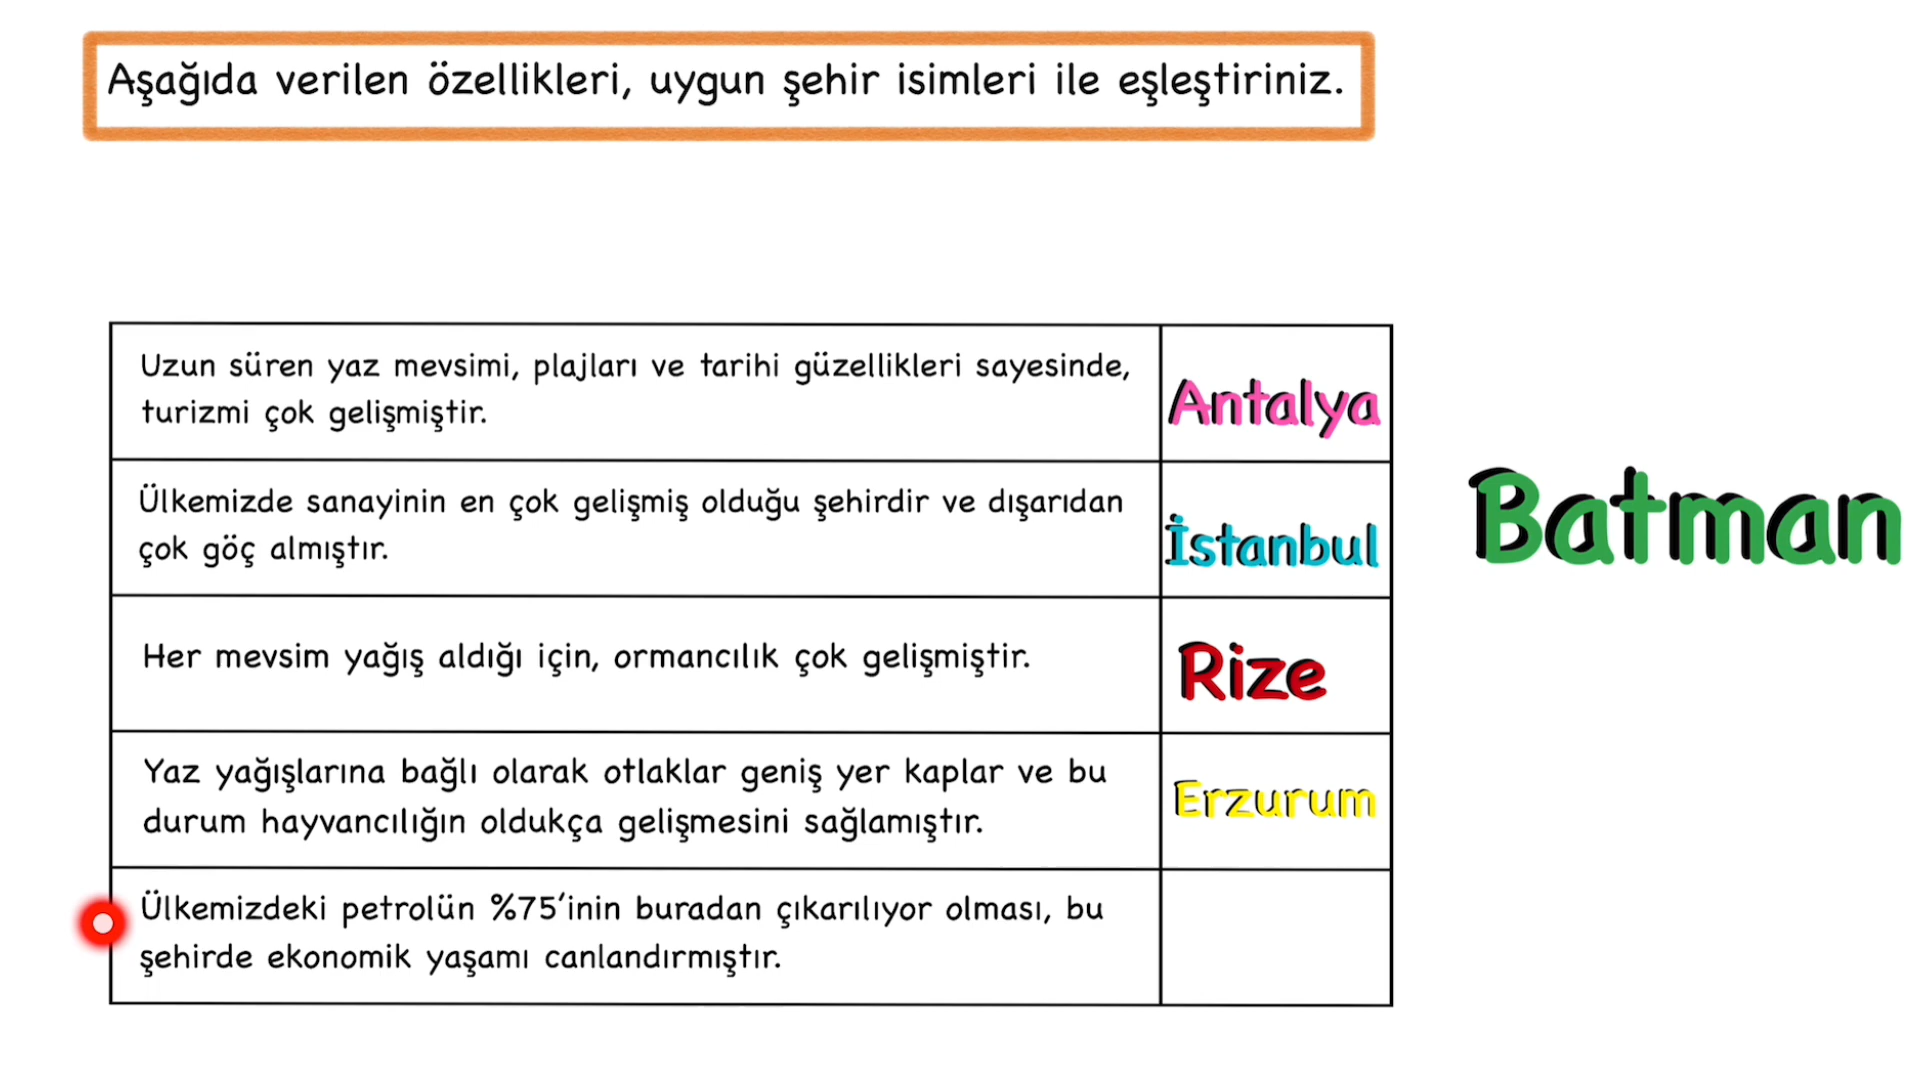 Aşağıda verilen özellikleri, uygun şehir isimleri ile eşleştiriniz.
Uzun süren yaz mevsimi, plajları ve tarihi güzellikleri sayesinde,
turizmi çok gelişmiştir.
Antalya
Ülkemizde sanayinin en çok gelişmiş olduğu şehirdir ve dışarıdan
çok göç almıştır.
İstanbul
Batman
Her mevsim yağış aldığı için, ormancılık çok gelişmiştir.
Rize
Yaz yağışlarına bağlı olarak otlaklar geniş yer kaplar ve bu
durum hayvancılığın oldukça gelişmesini sağlamıştır.
Erzurum
Ülkemizdeki petrolün %75'inin buradan çıkarılıyor olması, bu
şehirde ekonomik yaşamı canlandırmıştır.